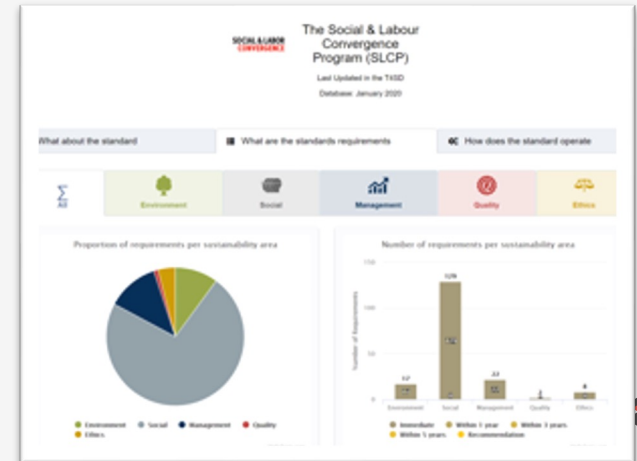 SOCIAL & LABOR
CONVERGENCE
The Social & Labour
Convergence
Program (SLCP)
Last Updated in the T4SD
Database: January 2020
What about the standard
What are the standards requirements
How does the standard operate
All
Environment
Social
Management
Quality
Ethics
Proportion of requirements per sustainability area
Environment Social Management Quality
Ethics
Number of requirements per sustainability area
Number of Requirements
150
100
50
0
Environment Social Management Quality Ethics
Immediate Within 1 year Within 3 years
Within 5 years Recommendation